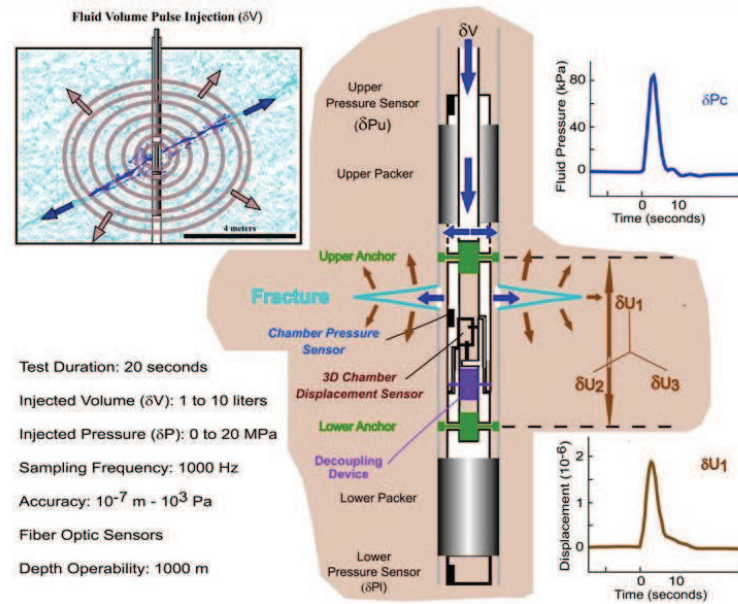 Fluid Volume Pulse Injection (δV)
4 meters
δV
Upper
Pressure Sensor
(δPu)
Upper Packer
Upper Anchor
Fracture
Chamber Pressure
Sensor
3D Chamber
Displacement Sensor
Lower Anchor
Decoupling
Device
Lower Packer
Lower
Pressure Sensor
(δPl)
Test Duration: 20 seconds
Injected Volume (δV): 1 to 10 liters
Injected Pressure (δP): 0 to 20 MPa
Sampling Frequency: 1000 Hz
Accuracy: 10⁻⁷ m - 10³ Pa
Fiber Optic Sensors
Depth Operability: 1000 m
Fluid Pressure (kPa)
80
40
0
δPc
0 10
Time (seconds)
δU1
δU2 δU3
Displacement (10⁻⁶)
2
1
0
δU1
0 10
Time (seconds)